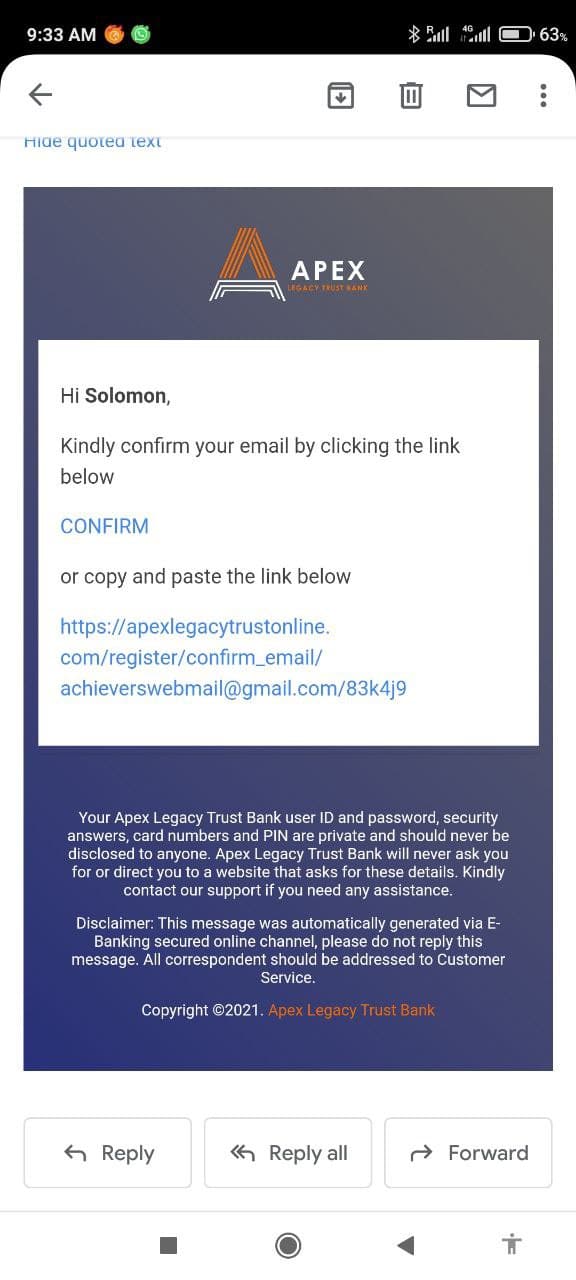 9:33 AM
R
4G
63%
Hide quoted text
APEX
LEGACY TRUST BANK
Hi Solomon,
Kindly confirm your email by clicking the link
below
CONFIRM
or copy and paste the link below
https://apexlegacytrustonline.
com/register/confirm_email/
achieverswebmail@gmail.com/83k4j9
Your Apex Legacy Trust Bank user ID and password, security
answers, card numbers and PIN are private and should never be
disclosed to anyone. Apex Legacy Trust Bank will never ask you
for or direct you to a website that asks for these details. Kindly
contact our support if you need any assistance.
Disclaimer: This message was automatically generated via E-
Banking secured online channel, please do not reply this
message. All correspondent should be addressed to Customer
Service.
Copyright ©2021. Apex Legacy Trust Bank
Reply
Reply all
Forward